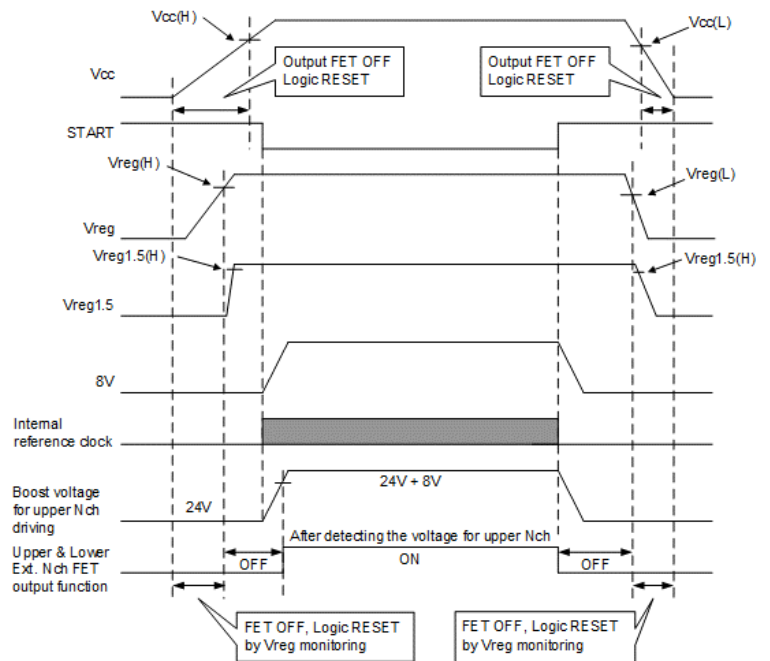 Vcc(H)
Vcc(L)
Output FET OFF
Logic RESET
Output FET OFF
Logic RESET
Vcc
START
Vreg(H)
Vreg(L)
Vreg
Vreg1.5(H)
Vreg1.5(H)
Vreg1.5
8V
Internal
reference clock
Boost voltage
for upper Nch
driving
24V
24V + 8V
After detecting the voltage for upper Nch
Upper & Lower
Ext. Nch FET
output function
OFF
ON
OFF
FET OFF, Logic RESET
by Vreg monitoring
FET OFF, Logic RESET
by Vreg monitoring